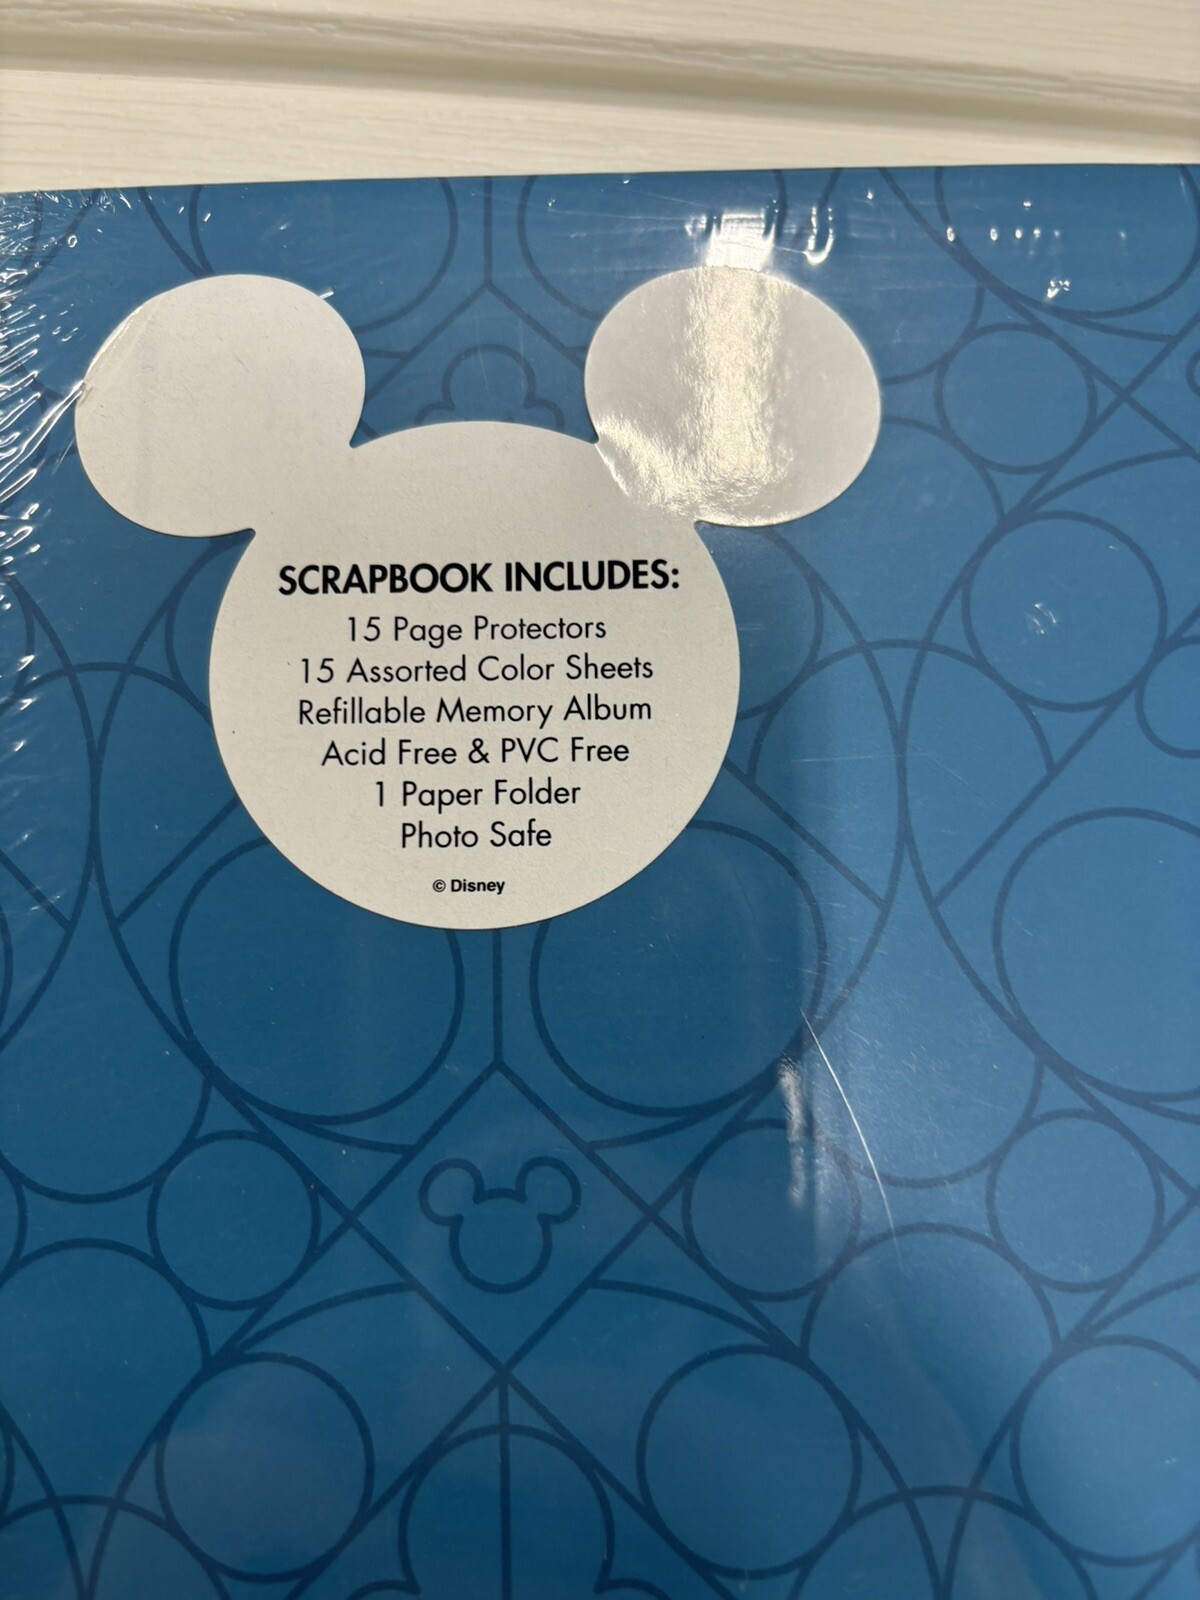 SCRAPBOOK INCLUDES:
15 Page Protectors
15 Assorted Color Sheets
Refillable Memory Album
Acid Free & PVC Free
1 Paper Folder
Photo Safe
© Disney